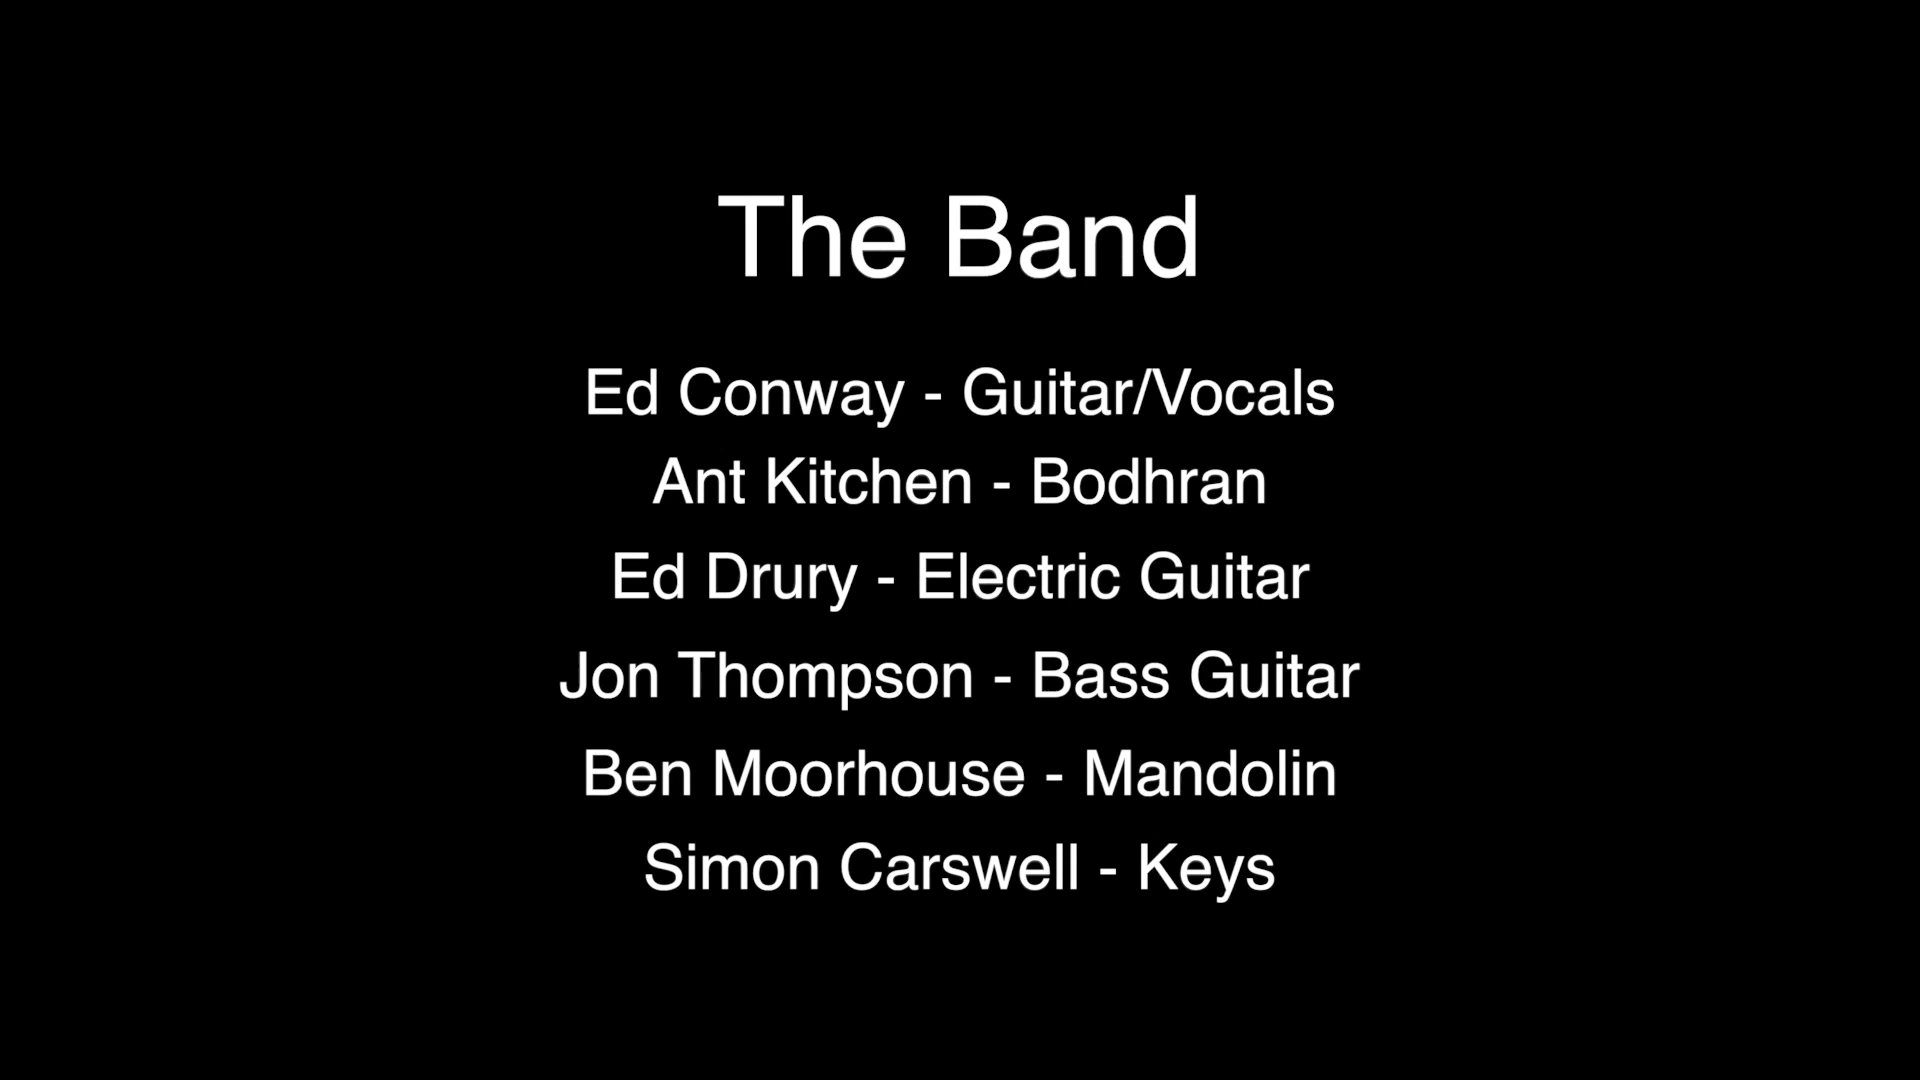 The Band
Ed Conway - Guitar/Vocals
Ant Kitchen - Bodhran
Ed Drury - Electric Guitar
Jon Thompson - Bass Guitar
Ben Moorhouse - Mandolin
Simon Carswell - Keys